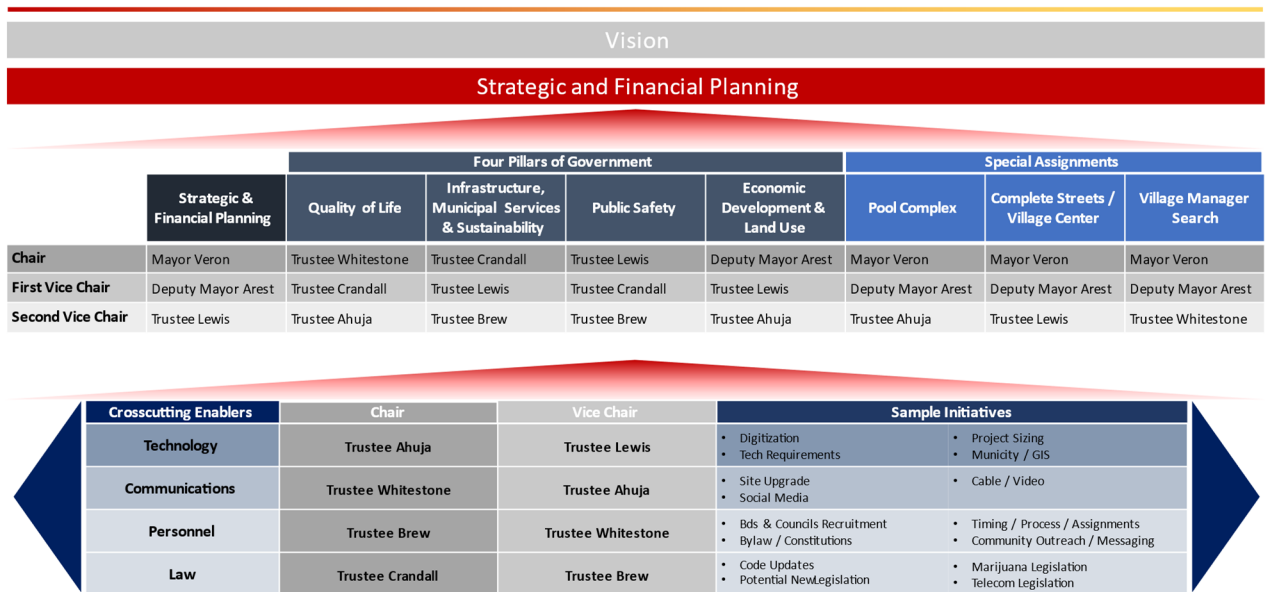 Vision
Strategic and Financial Planning
Four Pillars of Government
Special Assignments
Strategic &
Financial Planning
Quality of Life
Infrastructure,
Municipal Services
& Sustainability
Public Safety
Economic
Development &
Land Use
Pool Complex
Complete Streets /
Village Center
Village Manager
Search
Chair Mayor Veron Trustee Whitestone Trustee Crandall Trustee Lewis Deputy Mayor Arest Mayor Veron Mayor Veron Mayor Veron
First Vice Chair Deputy Mayor Arest Trustee Crandall Trustee Lewis Trustee Crandall Trustee Lewis Deputy Mayor Arest Deputy Mayor Arest Deputy Mayor Arest
Second Vice Chair Trustee Lewis Trustee Ahuja Trustee Brew Trustee Brew Trustee Ahuja Trustee Ahuja Trustee Lewis Trustee Whitestone
Crosscutting Enablers Chair Vice Chair Sample Initiatives
Technology Trustee Ahuja Trustee Lewis
• Digitization
• Tech Requirements
• Project Sizing
• Municity / GIS
Communications Trustee Whitestone Trustee Ahuja
• Site Upgrade
• Social Media
• Cable / Video
Personnel Trustee Brew Trustee Whitestone
• Bds & Councils Recruitment
• Bylaw / Constitutions
• Timing / Process / Assignments
• Community Outreach / Messaging
Law Trustee Crandall Trustee Brew
• Code Updates
• Potential NewLegislation
• Marijuana Legislation
• Telecom Legislation